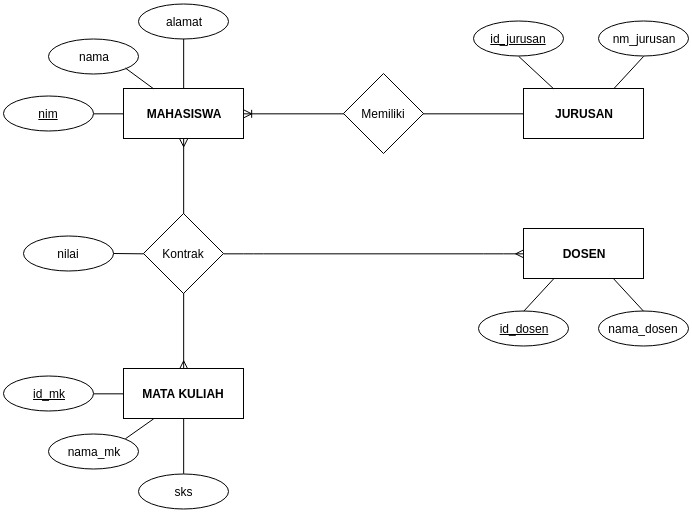 alamat
id_jurusan
nm_jurusan
nama
nim
MAHASISWA
Memiliki
JURUSAN
nilai
Kontrak
DOSEN
id_dosen
nama_dosen
id_mk
MATA KULIAH
nama_mk
sks